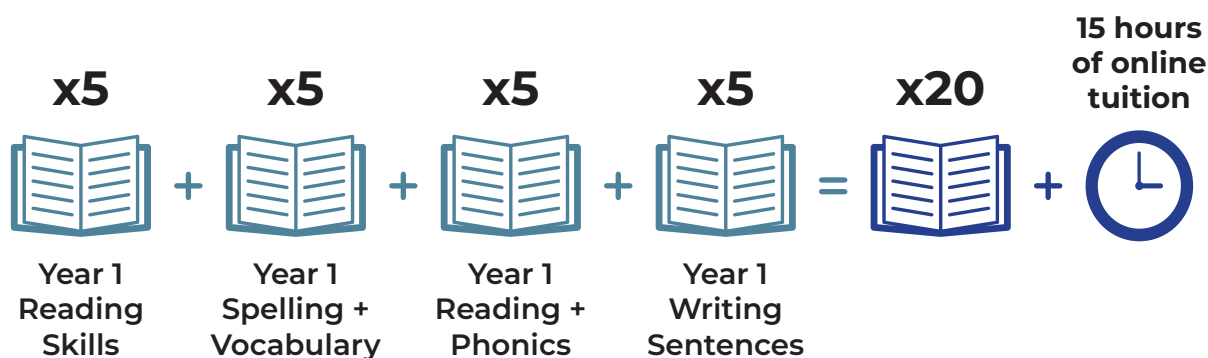 x5
x5
x5
x5
x20
15 hours
of online
tuition
+
+
+
=
+
Year 1
Reading
Skills
Year 1
Spelling +
Vocabulary
Year 1
Reading +
Phonics
Year 1
Writing
Sentences